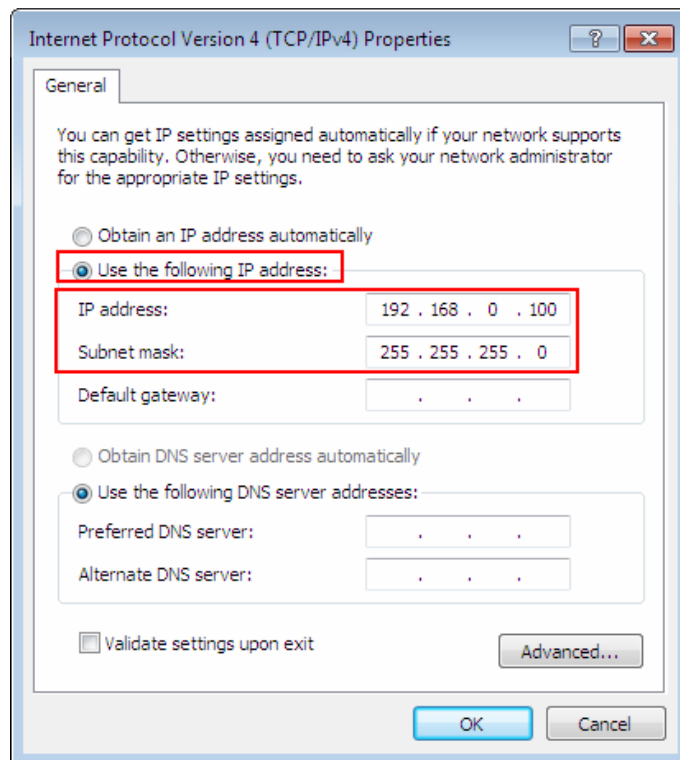 Internet Protocol Version 4 (TCP/IPv4) Properties
General
You can get IP settings assigned automatically if your network supports
this capability. Otherwise, you need to ask your network administrator
for the appropriate IP settings.
Obtain an IP address automatically
Use the following IP address:
IP address: 192 . 168 . 0 . 100
Subnet mask: 255 . 255 . 255 . 0
Default gateway: . . .
Obtain DNS server address automatically
Use the following DNS server addresses:
Preferred DNS server: . . .
Alternate DNS server: . . .
Validate settings upon exit
Advanced...
OK Cancel